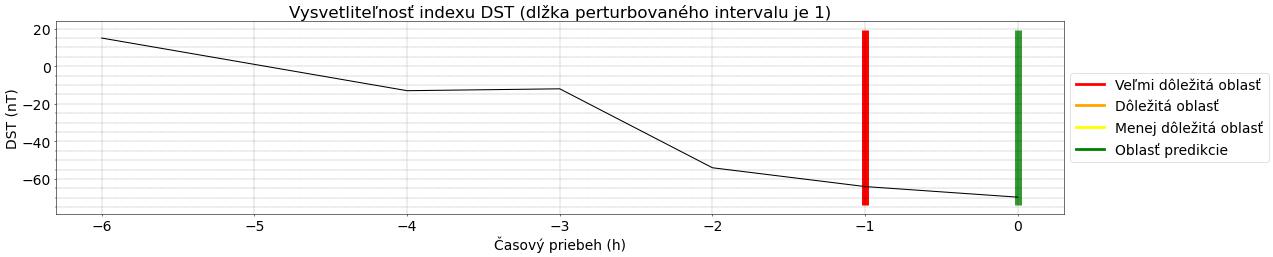 Vysvetliteľnosť indexu DST (dĺžka perturbovaného intervalu je 1)
20
0
−20
−40
−60
DST (nT)
−6
−5
−4
−3
−2
−1
0
Časový priebeh (h)
Veľmi dôležitá oblasť
Dôležitá oblasť
Menej dôležitá oblasť
Oblasť predikcie